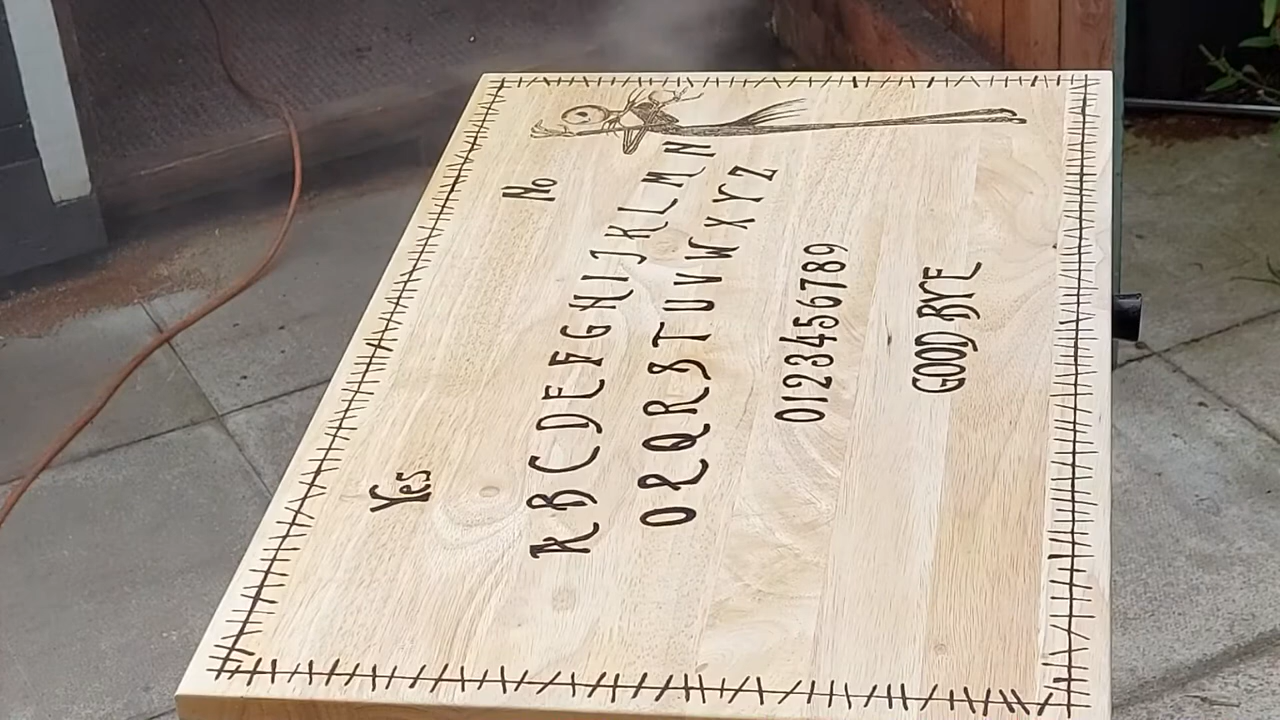 Yes No
ABCDEFGHIJKLMN
OPQRSTUVWXYZ
0123456789
GOOD BYE